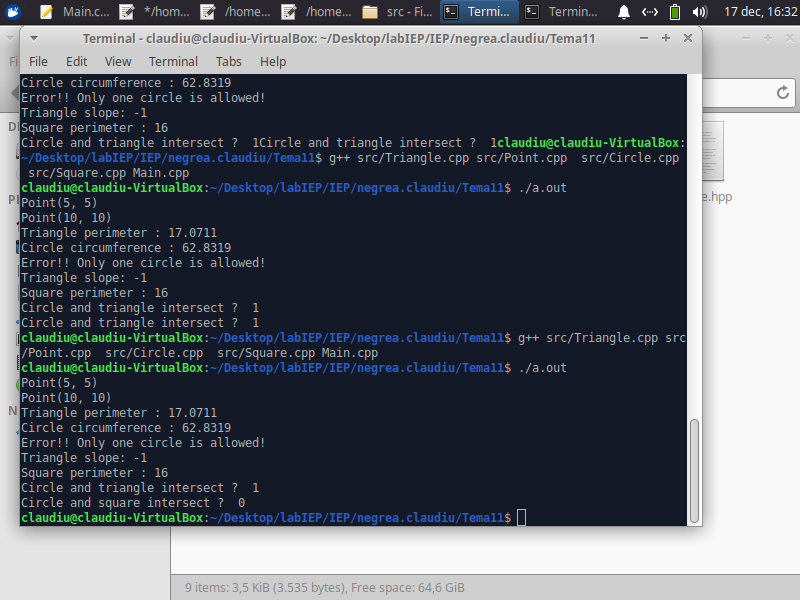 Main.c...
*/hom...
/home...
/home...
src - Fi...
Termi...
Termin...
17 dec, 16:32
Terminal - claudiu@claudiu-VirtualBox: ~/Desktop/labIEP/IEP/negrea.claudiu/Tema11
File Edit View Terminal Tabs Help
Circle circumference : 62.8319
Error!! Only one circle is allowed!
Triangle slope: -1
Square perimeter : 16
Circle and triangle intersect ?  1Circle and triangle intersect ?  1claudiu@claudiu-VirtualBox:
~/Desktop/labIEP/IEP/negrea.claudiu/Tema11$ g++ src/Triangle.cpp src/Point.cpp  src/Circle.cpp
 src/Square.cpp Main.cpp
claudiu@claudiu-VirtualBox:~/Desktop/labIEP/IEP/negrea.claudiu/Tema11$ ./a.out
Point(5, 5)
Point(10, 10)
Triangle perimeter : 17.0711
Circle circumference : 62.8319
Error!! Only one circle is allowed!
Triangle slope: -1
Square perimeter : 16
Circle and triangle intersect ?  1
Circle and triangle intersect ?  1
claudiu@claudiu-VirtualBox:~/Desktop/labIEP/IEP/negrea.claudiu/Tema11$ g++ src/Triangle.cpp src
/Point.cpp  src/Circle.cpp  src/Square.cpp Main.cpp
claudiu@claudiu-VirtualBox:~/Desktop/labIEP/IEP/negrea.claudiu/Tema11$ ./a.out
Point(5, 5)
Point(10, 10)
Triangle perimeter : 17.0711
Circle circumference : 62.8319
Error!! Only one circle is allowed!
Triangle slope: -1
Square perimeter : 16
Circle and triangle intersect ?  1
Circle and square intersect ?  0
claudiu@claudiu-VirtualBox:~/Desktop/labIEP/IEP/negrea.claudiu/Tema11$
e.hpp
9 items: 3,5 KiB (3.535 bytes), Free space: 64,6 GiB